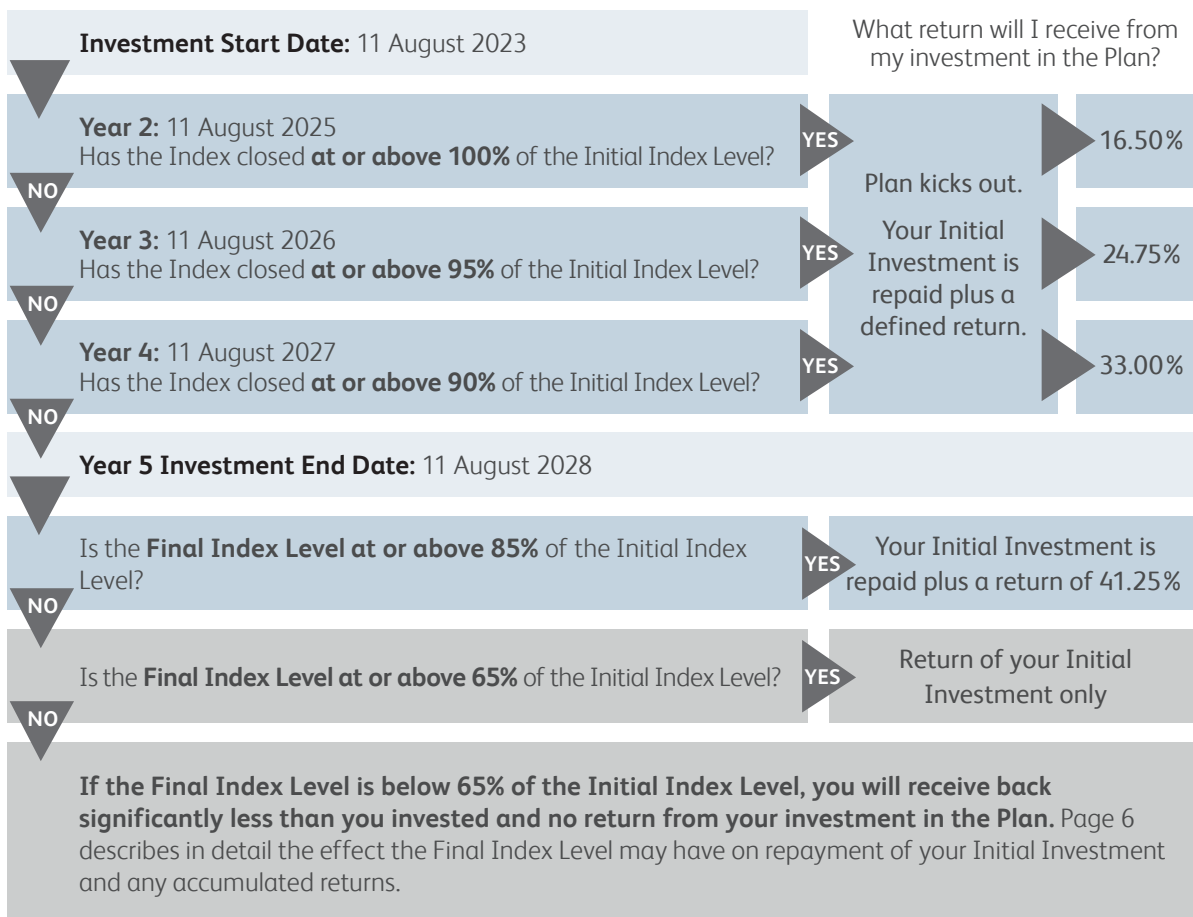 Investment Start Date: 11 August 2023
What return will I receive from
my investment in the Plan?
Year 2: 11 August 2025
Has the Index closed at or above 100% of the Initial Index Level?
YES
16.50%
NO
Plan kicks out.
Your Initial
Investment is
repaid plus a
defined return.
Year 3: 11 August 2026
Has the Index closed at or above 95% of the Initial Index Level?
YES
24.75%
NO
Year 4: 11 August 2027
Has the Index closed at or above 90% of the Initial Index Level?
YES
33.00%
NO
Year 5 Investment End Date: 11 August 2028
Is the Final Index Level at or above 85% of the Initial Index
Level?
YES
Your Initial Investment is
repaid plus a return of 41.25%
NO
Is the Final Index Level at or above 65% of the Initial Index Level?
YES
Return of your Initial
Investment only
NO
If the Final Index Level is below 65% of the Initial Index Level, you will receive back
significantly less than you invested and no return from your investment in the Plan. Page 6
describes in detail the effect the Final Index Level may have on repayment of your Initial Investment
and any accumulated returns.